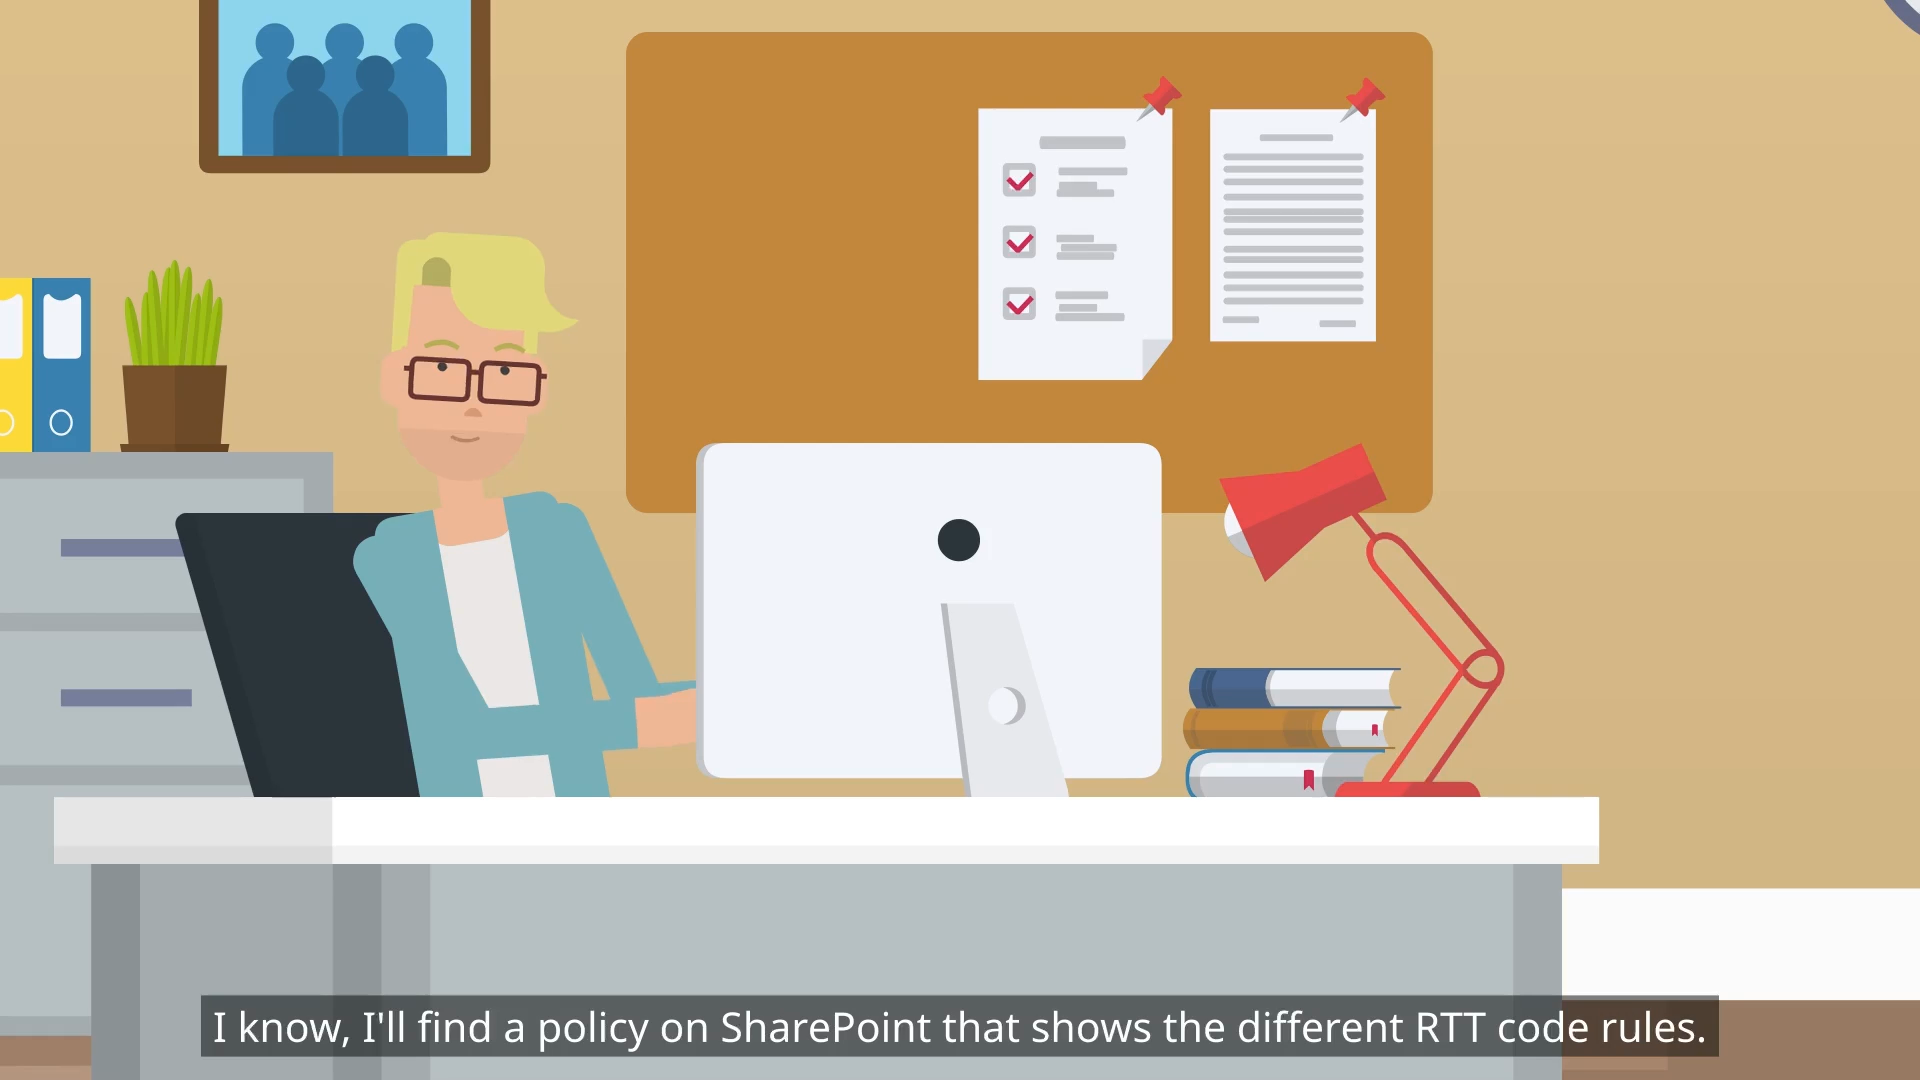 I know, I'll find a policy on SharePoint that shows the different RTT code rules.